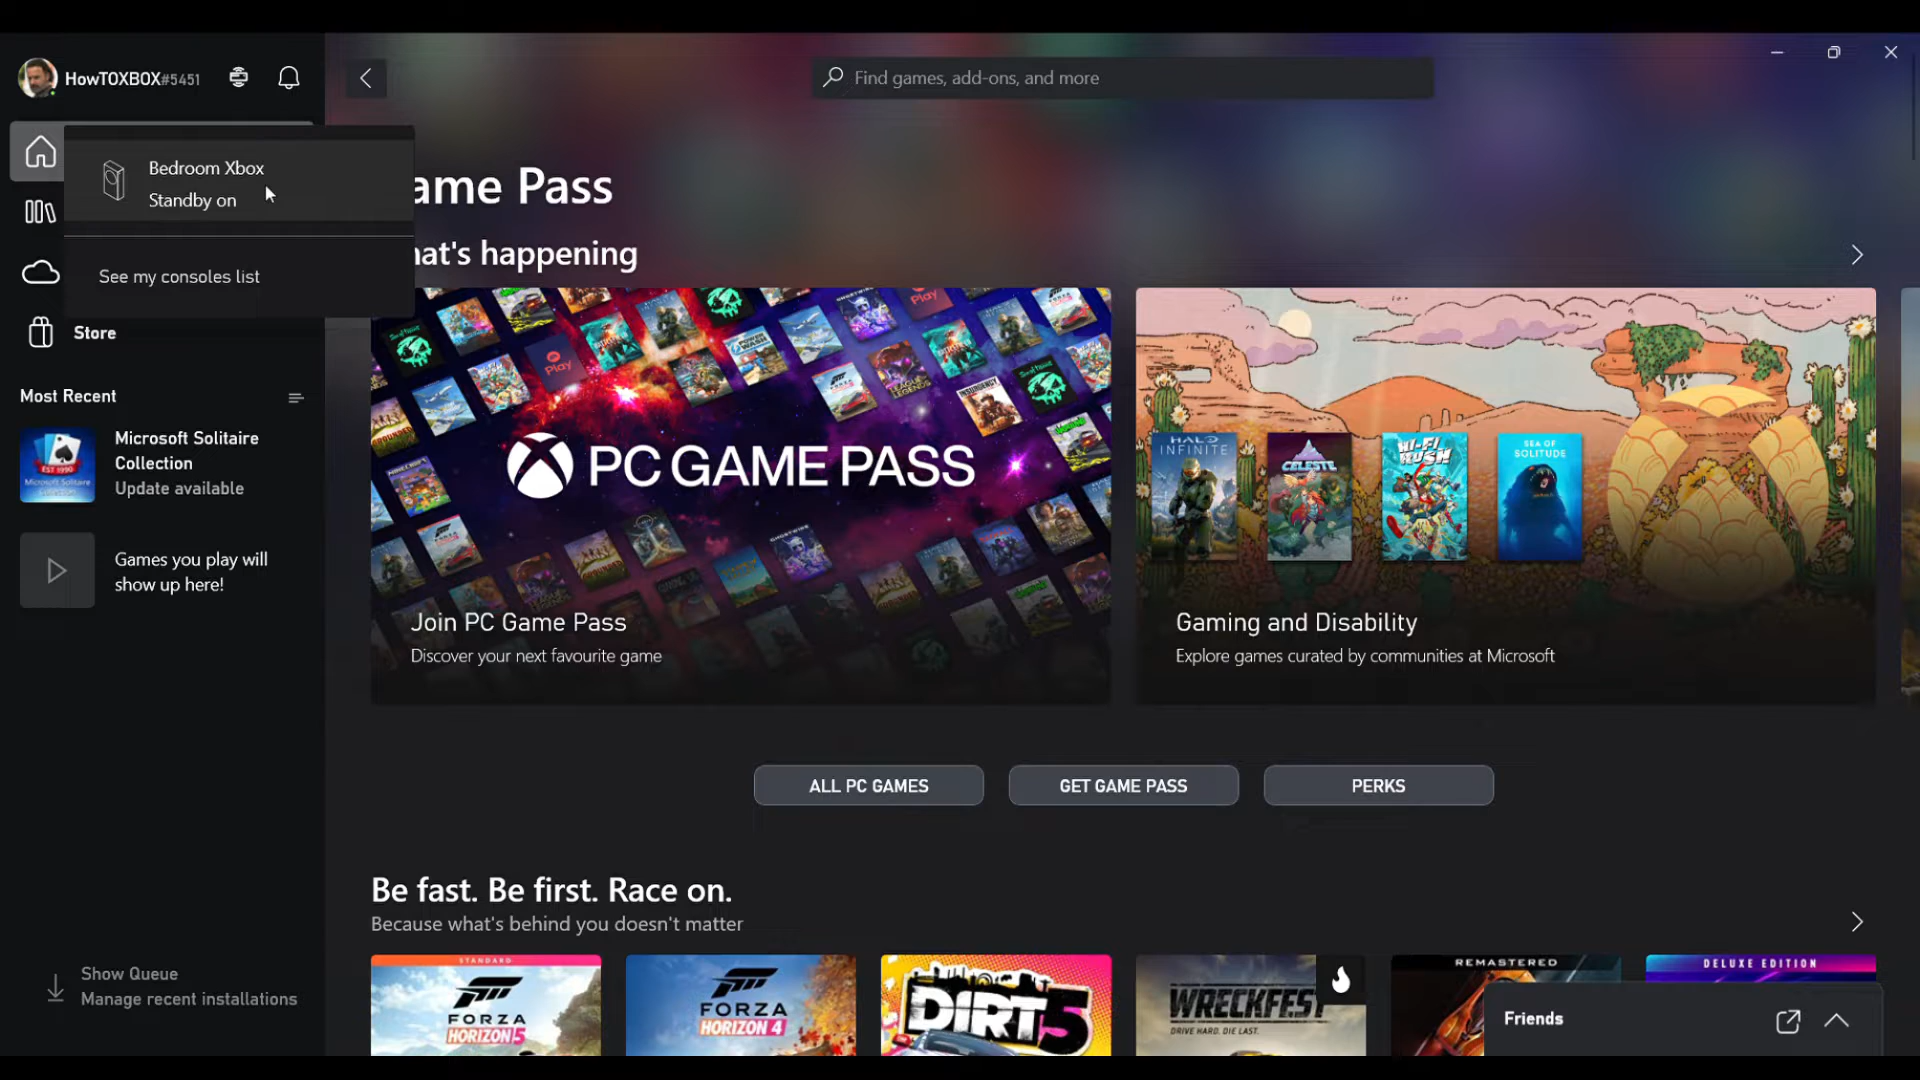 HowTOXBOX#5451
Find games, add-ons, and more
Bedroom Xbox
Standby on
See my consoles list
Store
Most Recent
Microsoft Solitaire
Collection
Update available
Games you play will
show up here!
Show Queue
Manage recent installations
ame Pass
hat's happening
PC GAME PASS
Join PC Game Pass
Discover your next favourite game
HALO
INFINITE
CELESTE
HI-FI
RUSH
SEA OF
SOLITUDE
Gaming and Disability
Explore games curated by communities at Microsoft
ALL PC GAMES
GET GAME PASS
PERKS
Be fast. Be first. Race on.
Because what's behind you doesn't matter
STANDARD
FORZA
HORIZON 5
FORZA
HORIZON 4
DIRT 5
WRECKFEST
DRIVE HARD. DIE LAST.
REMASTERED
DELUXE EDITION
Friends